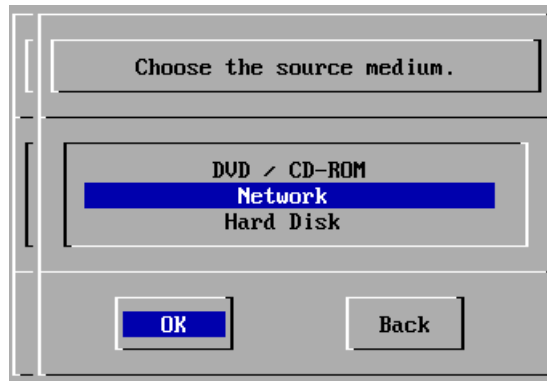 Choose the source medium.
DVD / CD-ROM
Network
Hard Disk
OK
Back